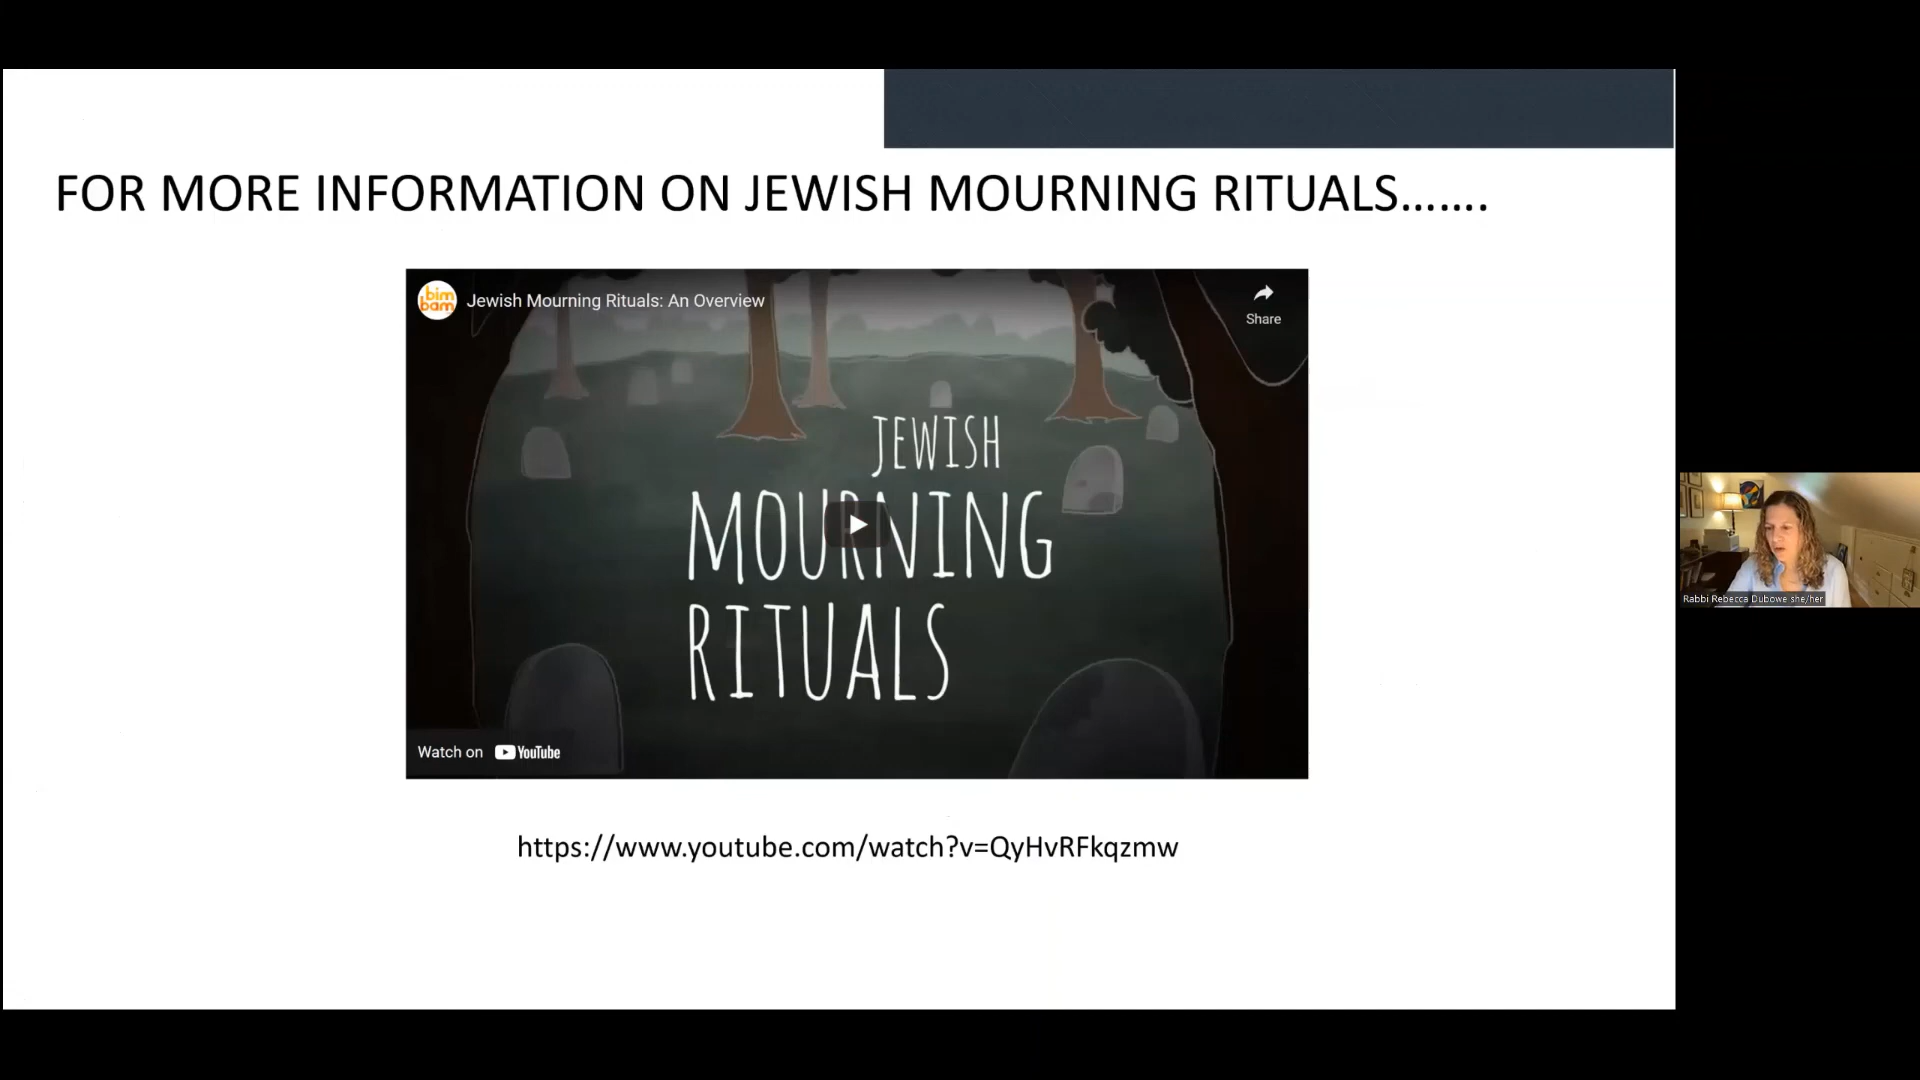 FOR MORE INFORMATION ON JEWISH MOURNING RITUALS.......
bim
bam
Jewish Mourning Rituals: An Overview
Share
JEWISH
MOURNING
RITUALS
Watch on YouTube
https://www.youtube.com/watch?v=QyHvRFkqzmw
Rabbi Rebecca Dubowe she/her